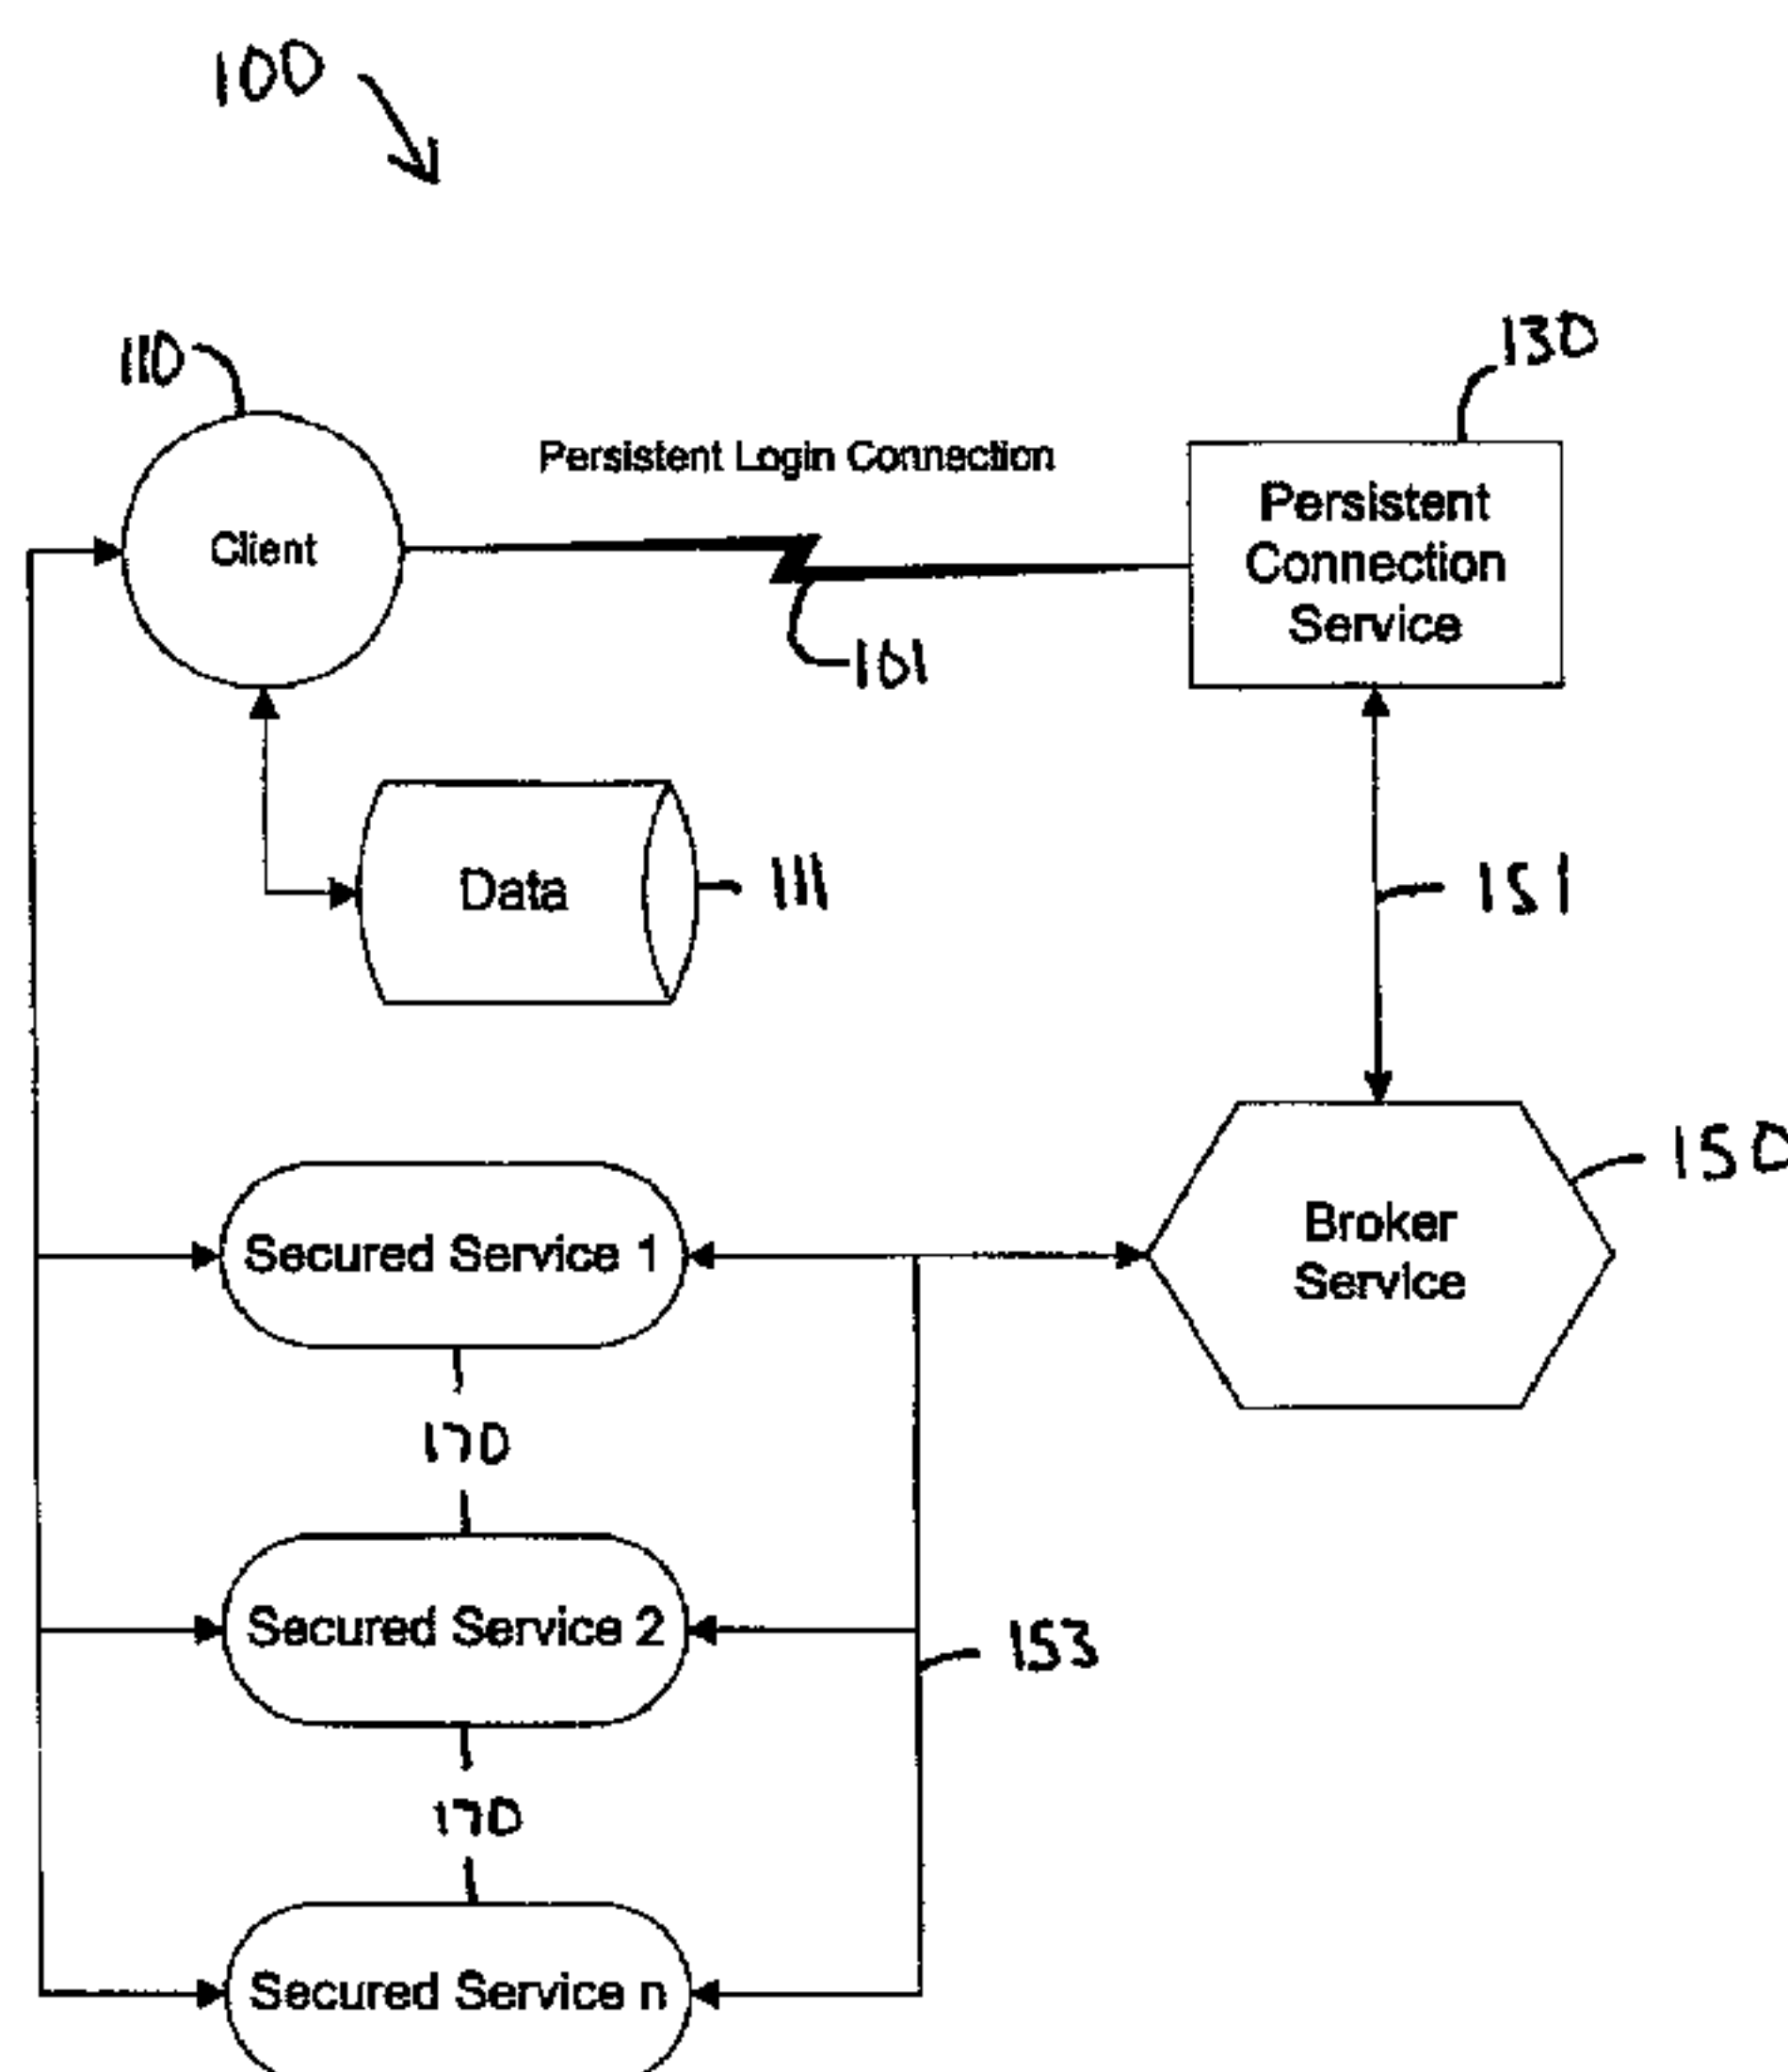 100
110
130
Persistent Login Connection
Persistent
Connection
Service
Client
101
Data
111
151
150
Secured Service 1
Broker
Service
170
Secured Service 2
153
170
Secured Service n